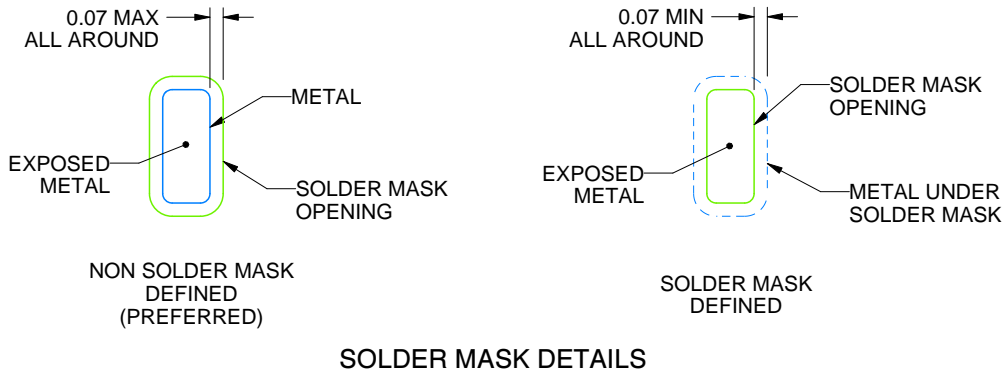 0.07 MAX
ALL AROUND
METAL
EXPOSED
METAL
SOLDER MASK
OPENING
NON SOLDER MASK
DEFINED
(PREFERRED)
0.07 MIN
ALL AROUND
SOLDER MASK
OPENING
EXPOSED
METAL
METAL UNDER
SOLDER MASK
SOLDER MASK
DEFINED
SOLDER MASK DETAILS